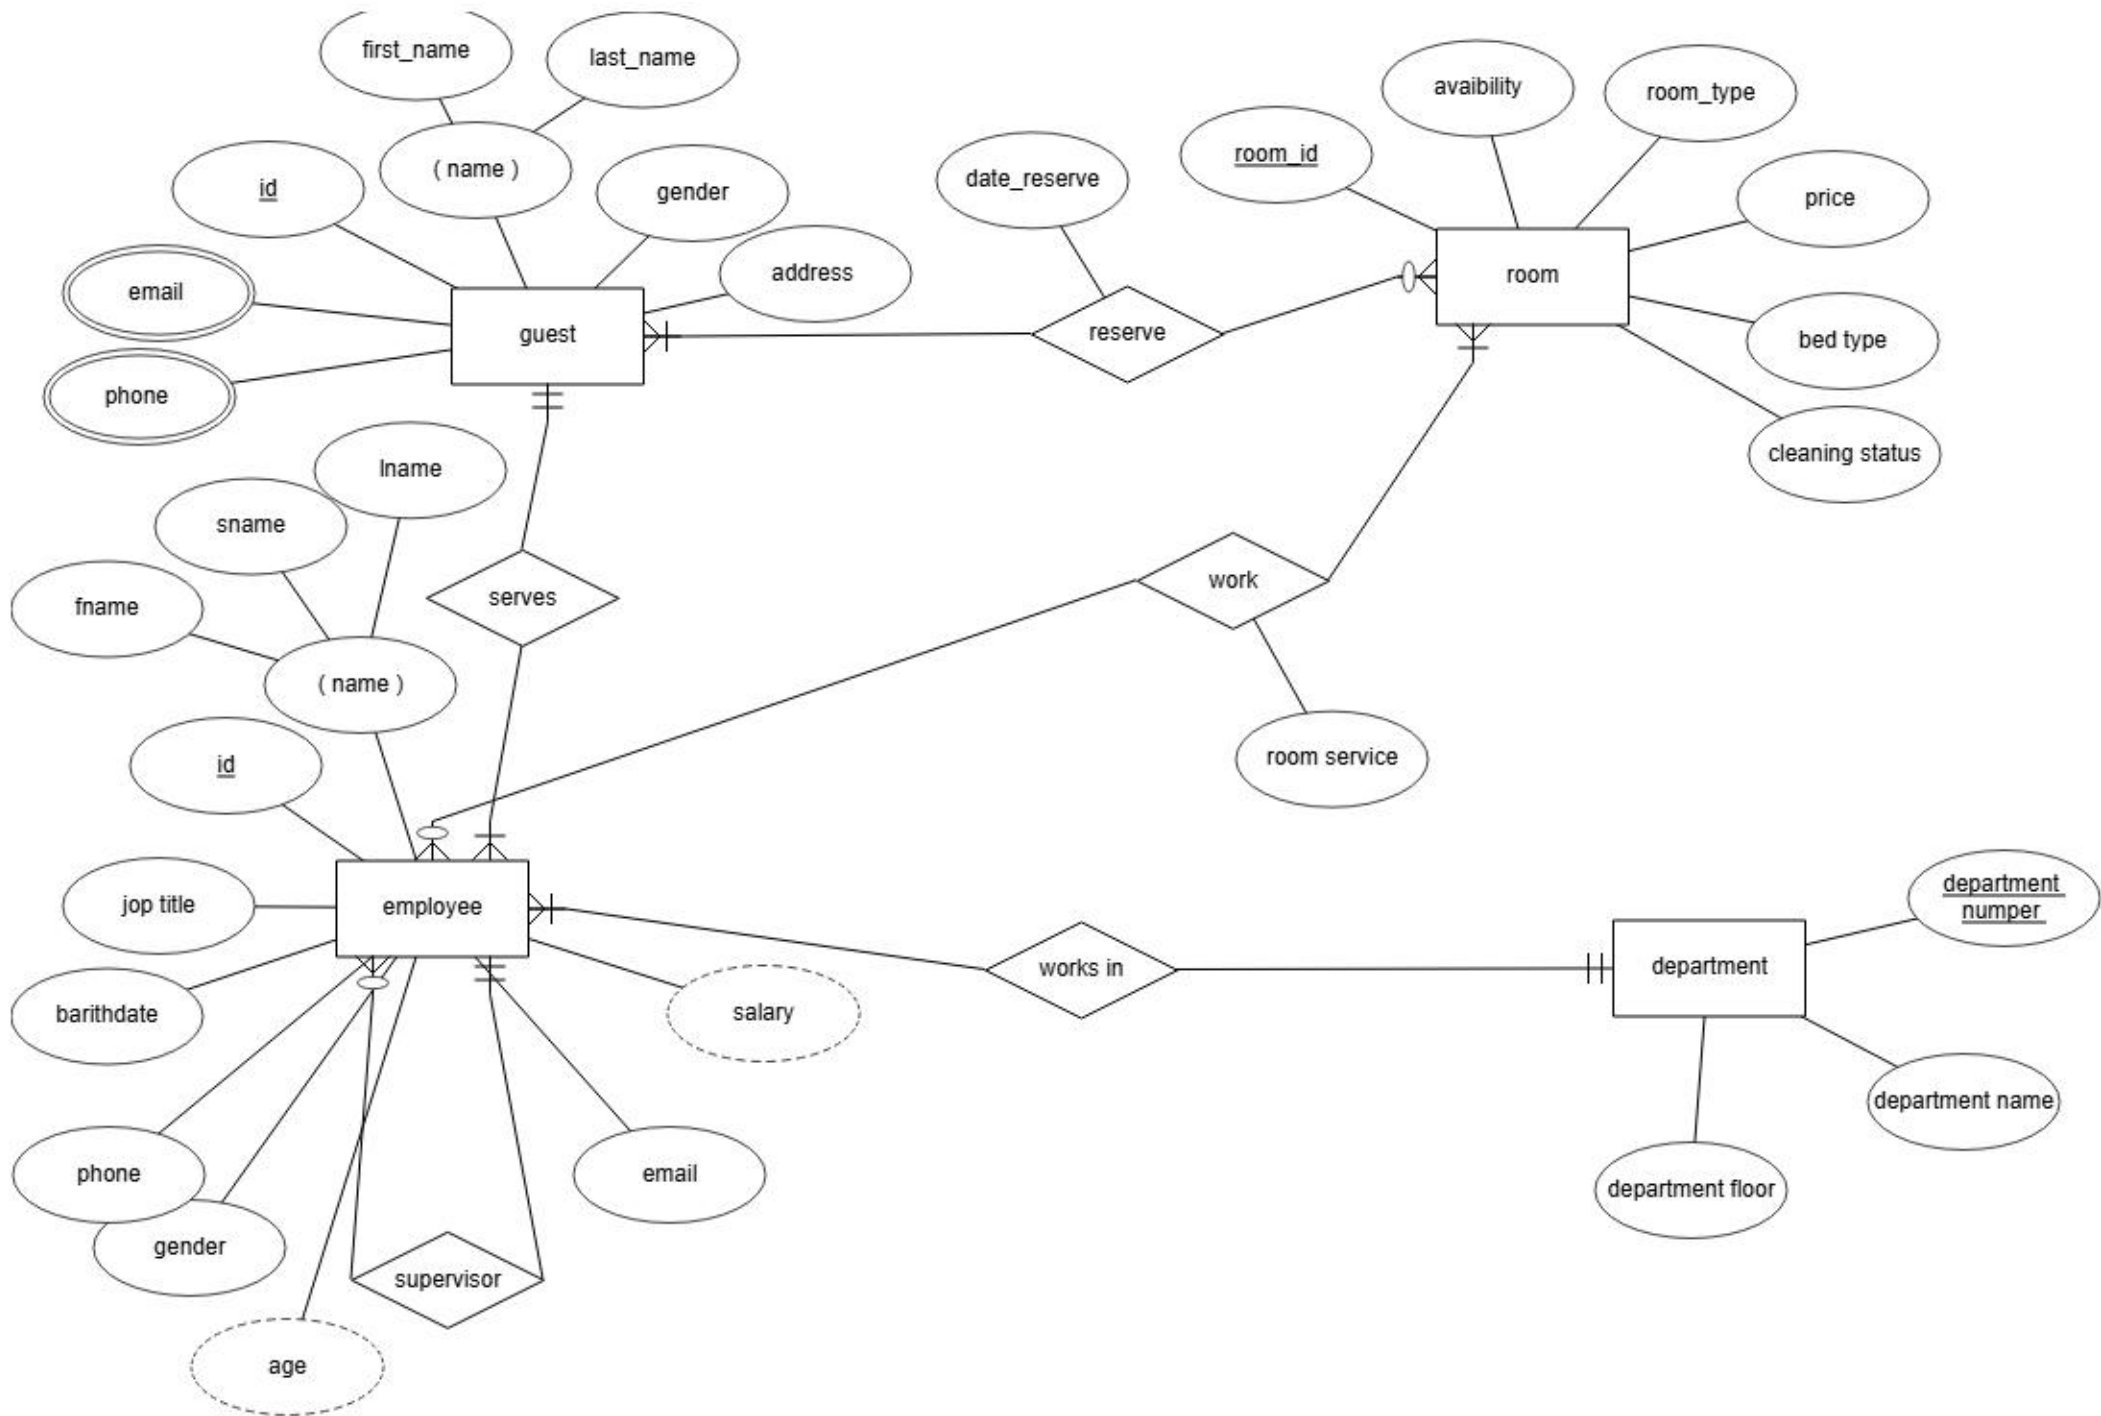 first_name
last_name
( name )
id
gender
email
address
phone
guest
date_reserve
reserve
room_id
avaibility
room_type
price
room
bed type
cleaning status
lname
sname
fname
serves
( name )
work
room service
id
jop title
employee
barithdate
salary
works in
department
department
numper
department name
department floor
phone
gender
email
supervisor
age